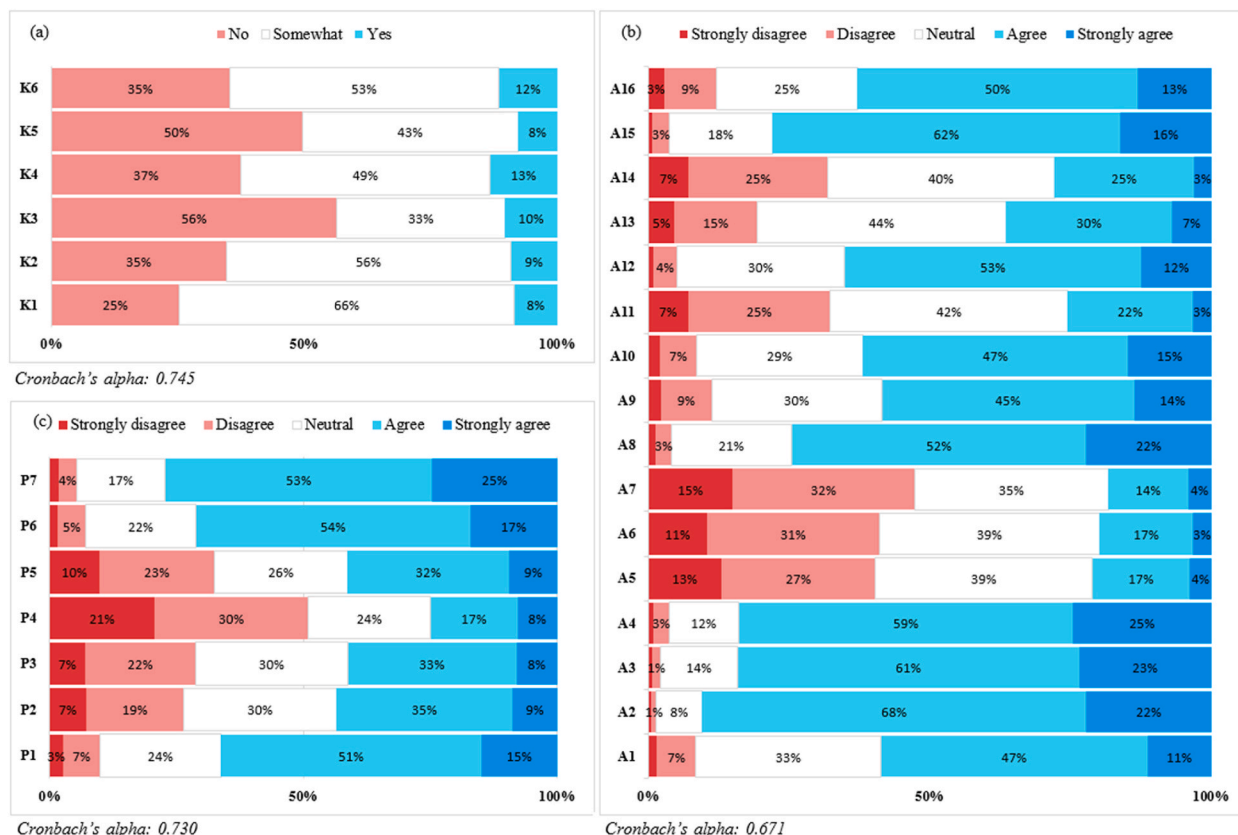 (a)
No Somewhat Yes
K6 35% 53% 12%
K5 50% 43% 8%
K4 37% 49% 13%
K3 56% 33% 10%
K2 35% 56% 9%
K1 25% 66% 8%
0% 50% 100%
Cronbach's alpha: 0.745
(c)
Strongly disagree Disagree Neutral Agree Strongly agree
P7 4% 17% 53% 25%
P6 5% 22% 54% 17%
P5 10% 23% 26% 32% 9%
P4 21% 30% 24% 17% 8%
P3 7% 22% 30% 33% 8%
P2 7% 19% 30% 35% 9%
P1 3% 7% 24% 51% 15%
0% 50% 100%
Cronbach's alpha: 0.730
(b)
Strongly disagree Disagree Neutral Agree Strongly agree
A16 3% 9% 25% 50% 13%
A15 3% 18% 62% 16%
A14 7% 25% 40% 25% 3%
A13 5% 15% 44% 30% 7%
A12 4% 30% 53% 12%
A11 7% 25% 42% 22% 3%
A10 7% 29% 47% 15%
A9 9% 30% 45% 14%
A8 3% 21% 52% 22%
A7 15% 32% 35% 14% 4%
A6 11% 31% 39% 17% 3%
A5 13% 27% 39% 17% 4%
A4 3% 12% 59% 25%
A3 1% 14% 61% 23%
A2 1% 8% 68% 22%
A1 7% 33% 47% 11%
0% 50% 100%
Cronbach's alpha: 0.671